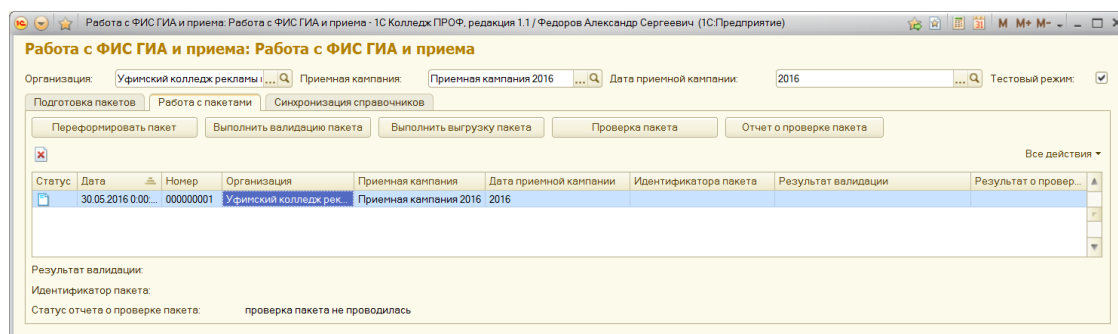 Работа с ФИС ГИА и приема: Работа с ФИС ГИА и приема - 1С Колледж ПРОФ, редакция 1.1 / Федоров Александр Сергеевич (1С:Предприятие) M M+ M-
Работа с ФИС ГИА и приема: Работа с ФИС ГИА и приема
Организация: Уфимский колледж рекламы ... Приемная кампания: Приемная кампания 2016 ... Дата приемной кампании: 2016 ... Тестовый режим:
Подготовка пакетов Работа с пакетами Синхронизация справочников
Переформировать пакет Выполнить валидацию пакета Выполнить выгрузку пакета Проверка пакета Отчет о проверке пакета
Все действия
Статус Дата Номер Организация Приемная кампания Дата приемной кампании Идентификатора пакета Результат валидации Результат о провер...
30.05.2016 0:00:... 000000001 Уфимский колледж рек... Приемная кампания 2016 2016
Результат валидации:
Идентификатор пакета:
Статус отчета о проверке пакета: проверка пакета не проводилась